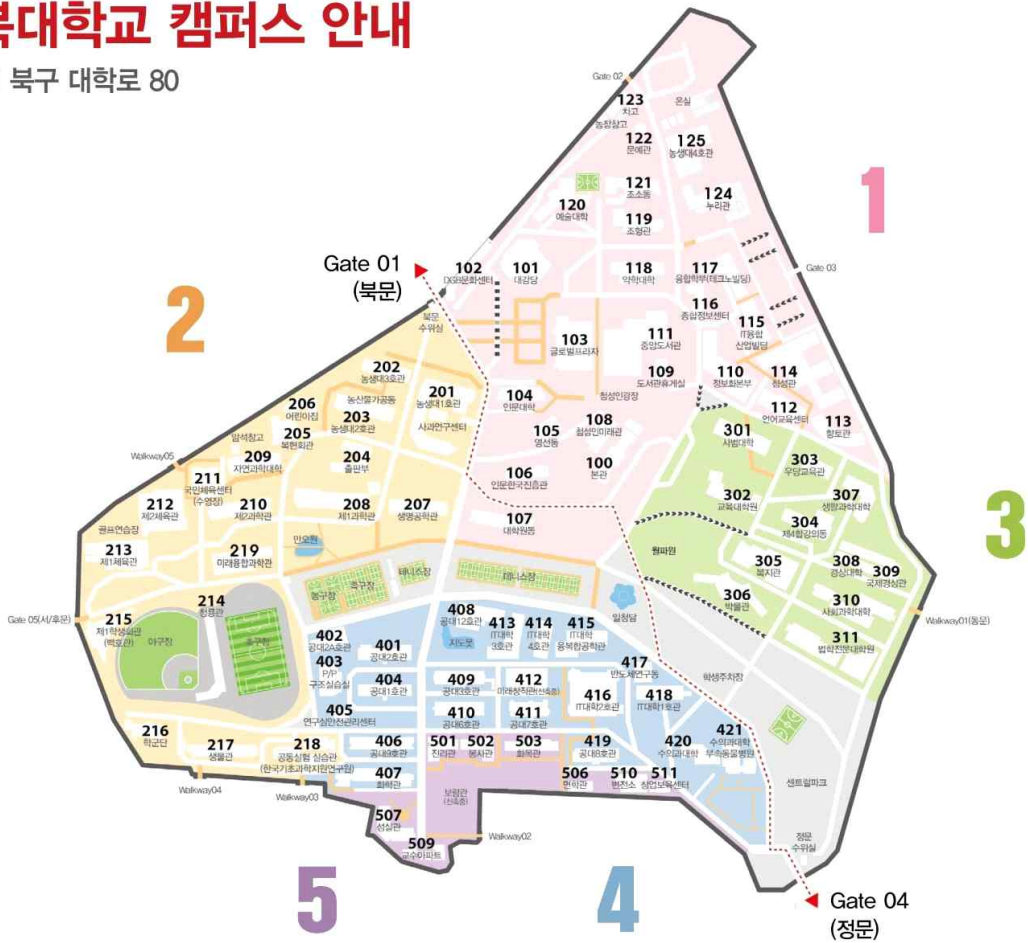 북대학교 캠퍼스 안내
북구 대학로 80
Gate 02
123
차고
농장창고
온실
122
문예관
125
농생대4호관
1
121
조소동
124
누리관
120
예술대학
119
조형관
Gate 01
(북문)
102
DGB문화센터
101
대강당
118
약학대학
117
융합학부(테크노빌딩)
Gate 03
2
북문
수위실
116
종합정보센터
115
IT융합
산업빌딩
103
글로벌프라자
111
중앙도서관
109
도서관휴게실
110
정보화본부
114
첨성관
202
농생대3호관
농산물가공동
201
농생대1호관
사과연구센터
104
인문대학
첨성인광장
112
언어교육센터
113
향토관
206
어린이집
203
농생대2호관
205
복현회관
암석창고
105
영선동
108
첨성인미래관
301
사범대학
Walkway05
209
자연과학대학
204
출판부
106
인문한국진흥관
100
본관
303
우당교육관
211
국민체육센터
(수영장)
212
제2체육관
210
제2과학관
208
제1과학관
207
생명공학관
107
대학원동
302
교육대학원
307
생활과학대학
304
제4합강의동
3
골프연습장
213
제1체육관
219
미래융합과학관
만오원
월파원
305
복지관
308
경상대학
309
국제경상관
농구장
족구장
테니스장
테니스장
일청담
306
박물관
310
사회과학대학
Gate 05(서/후문)
215
제1학생회관
(백호관)
214
청룡관
야구장
축구장
408
공대12호관
지도못
413
IT대학
3호관
414
IT대학
4호관
415
IT대학
융복합공학관
Walkway01(동문)
311
법학전문대학원
402
공대2A호관
401
공대2호관
403
P/P
구조실습실
404
공대1호관
409
공대3호관
412
미래창직관(신축중)
417
반도체연구동
학생주차장
416
IT대학2호관
418
IT대학1호관
405
연구실안전관리센터
410
공대6호관
411
공대7호관
216
학군단
217
생물관
218
공동실험 실습관
(한국기초과학지원연구원)
406
공대9호관
501
진리관
502
봉사관
503
화목관
419
공대8호관
420
수의과대학
421
수의과대학
부속동물병원
407
화학관
506
면학관
510
변전소
511
창업보육센터
센트럴파크
Walkway04
Walkway03
보람관
(신축중)
507
성실관
509
교수아파트
Walkway02
정문
수위실
5
4
Gate 04
(정문)